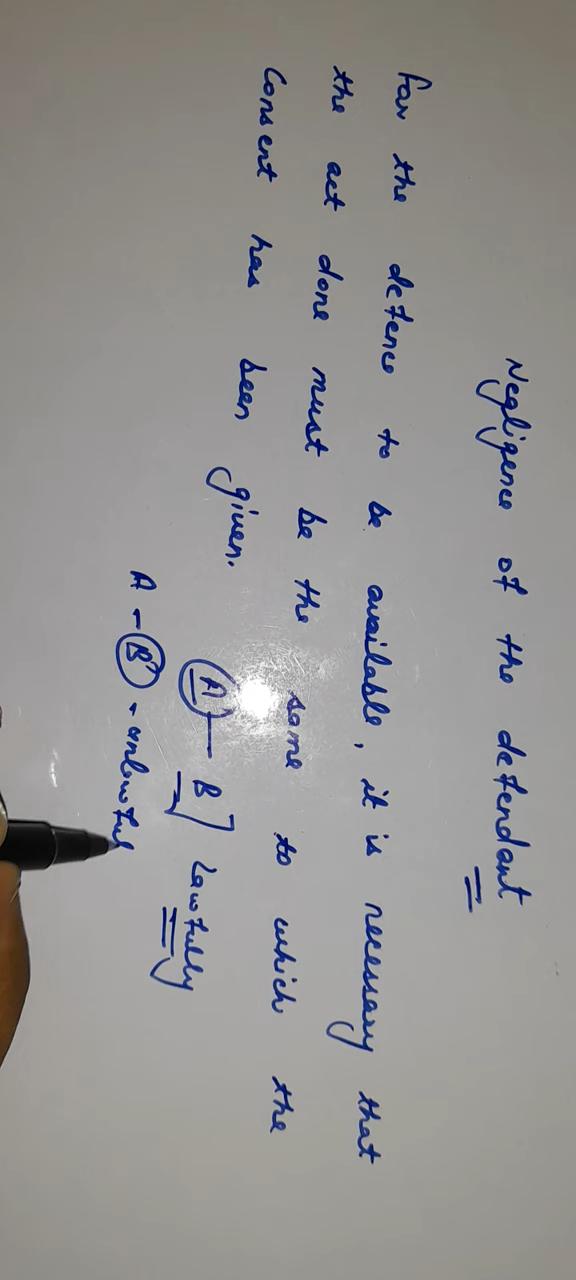 Negligence of the defendant
For the defence to be available, it is necessary that
the act done must be the same to which the
Consent has been given.
A - B] Lawfully
A - B - unlawful